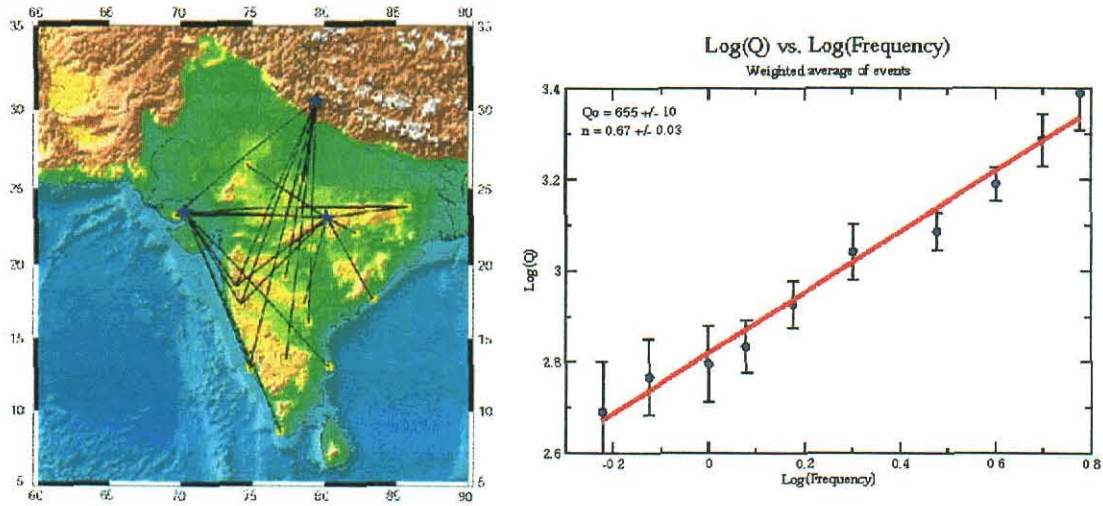 60 65 70 75 80 85 90
35 35
30 30
25 25
20 20
15 15
10 10
5 5
60 65 70 75 80 85 90
Log(Q) vs. Log(Frequency)
Weighted average of events
Qo = 655 +/- 10
n = 0.67 +/- 0.03
3.4
3.2
3
2.8
2.6
Log(Q)
-0.2 0 0.2 0.4 0.6 0.8
Log(Frequency)